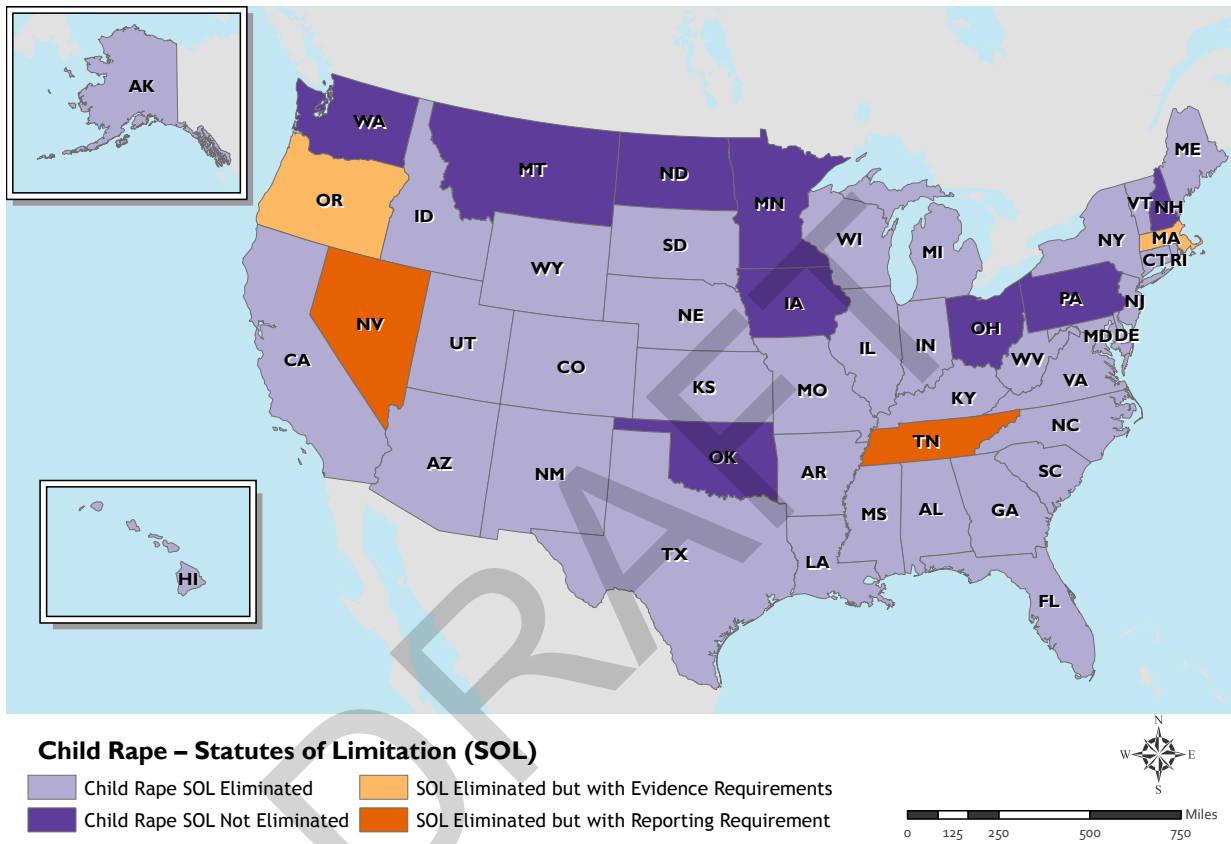 AK
WA
MT
ND
MN
ME
VT
NH
OR
ID
SD
WI
MI
NY
MA
CT
RI
WY
IA
PA
NJ
NV
NE
OH
MD
DE
UT
IL
IN
WV
CA
CO
KS
MO
KY
VA
AZ
NM
OK
AR
TN
NC
SC
MS
AL
GA
TX
LA
HI
FL
DRAFT
Child Rape – Statutes of Limitation (SOL)
Child Rape SOL Eliminated
SOL Eliminated but with Evidence Requirements
Child Rape SOL Not Eliminated
SOL Eliminated but with Reporting Requirement
N
W
E
S
Miles
0 125 250 500 750